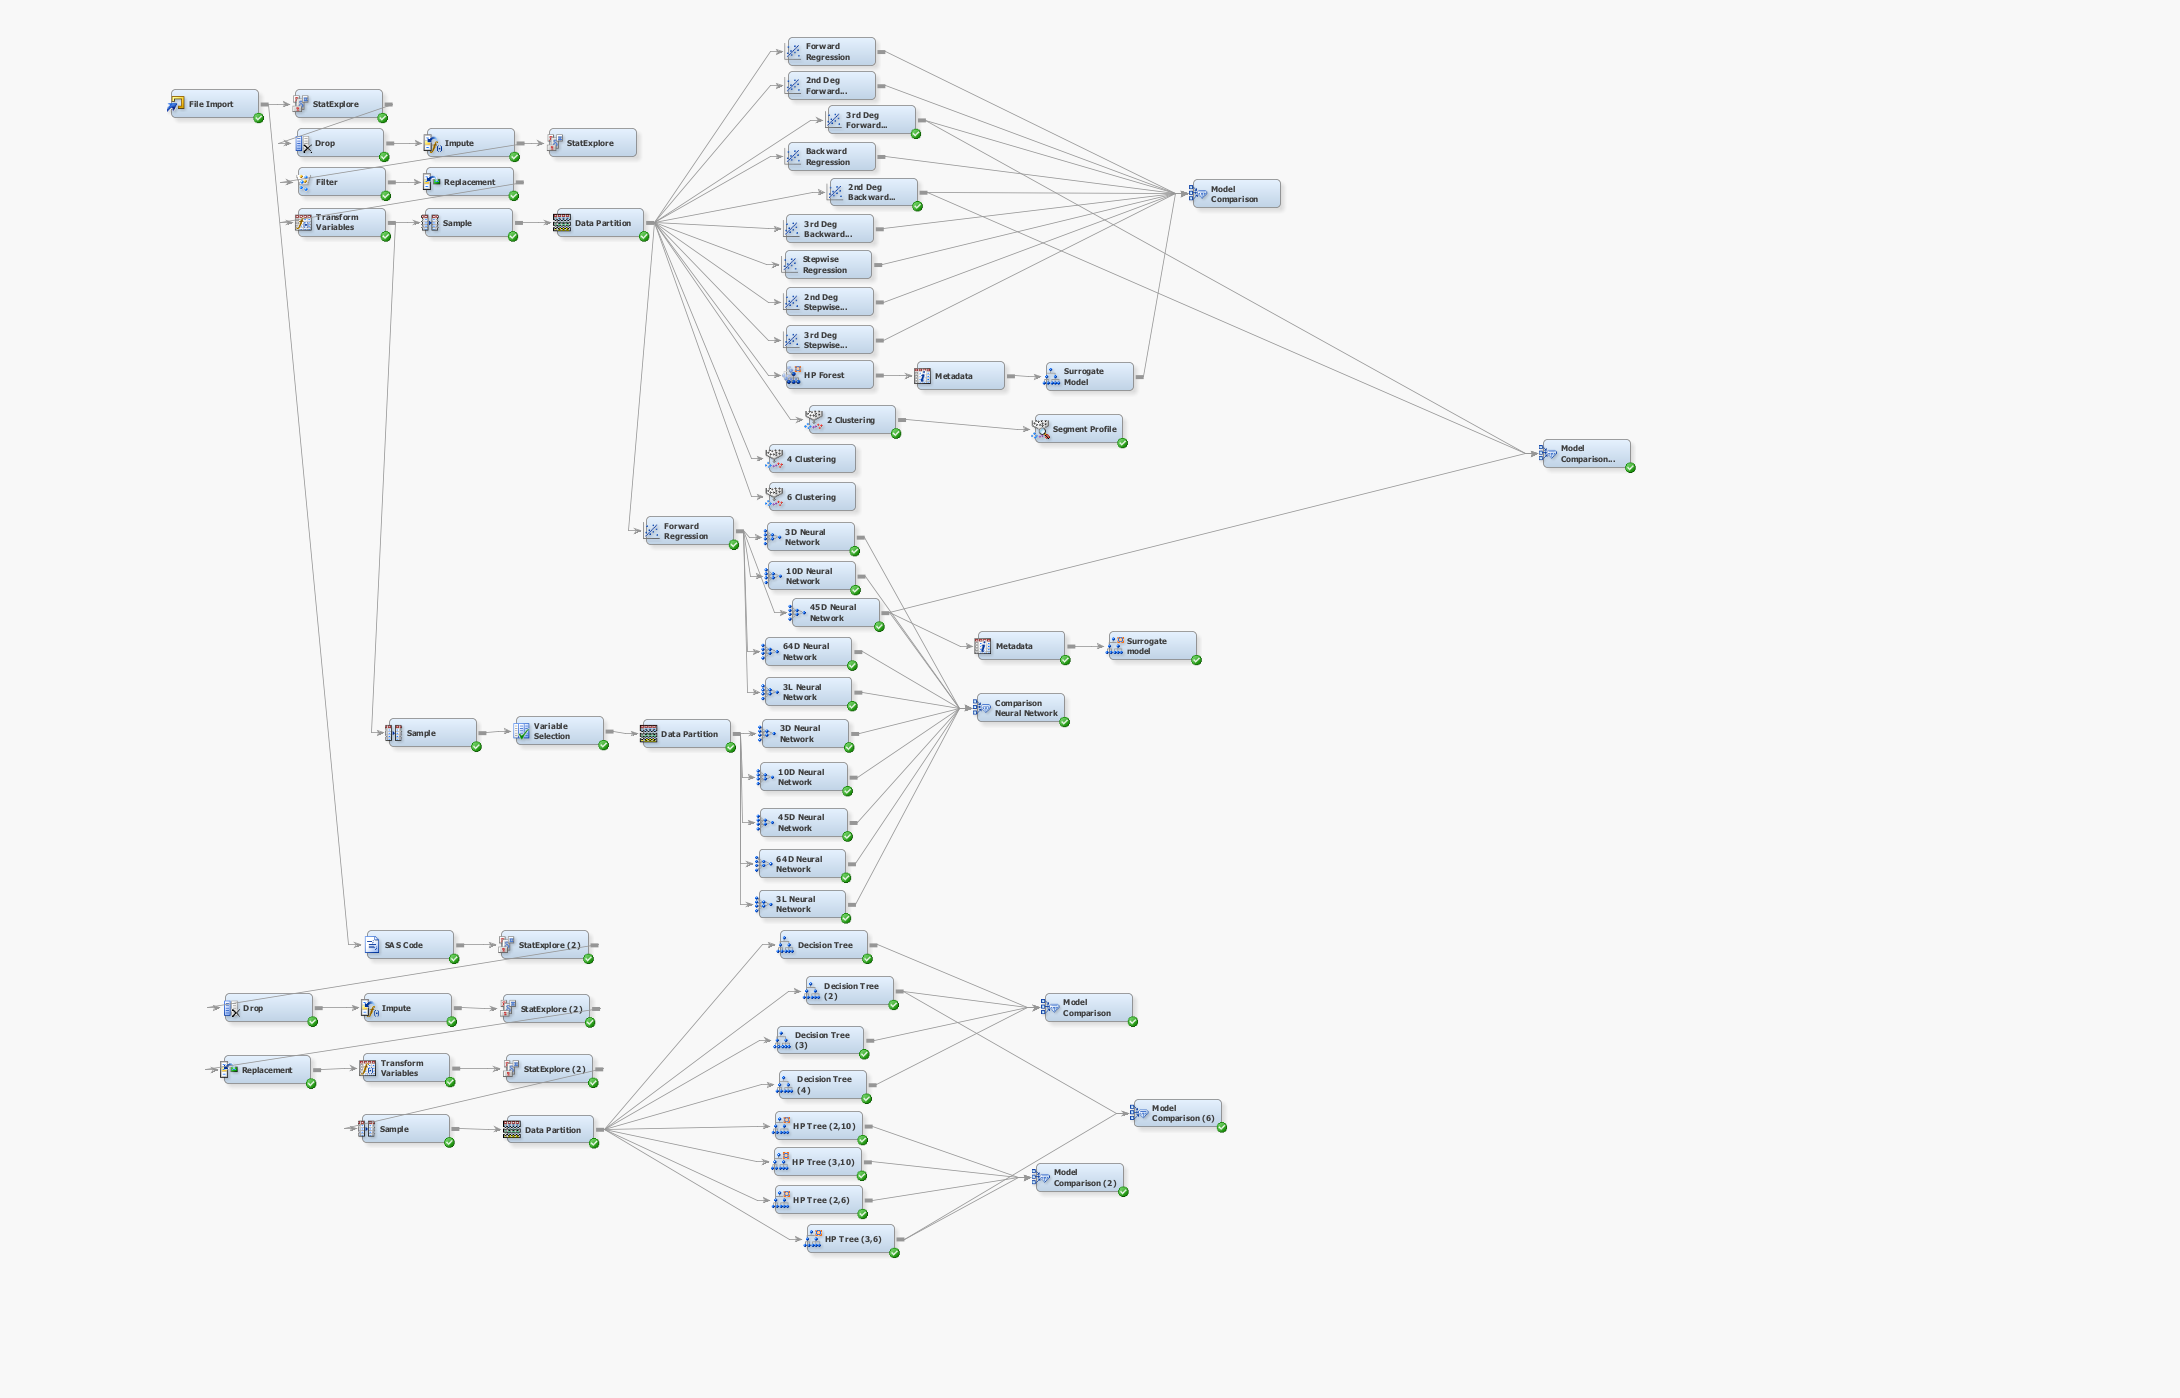 Forward
Regression
2nd Deg
Forward...
File Import
StatExplore
3rd Deg
Forward...
Drop
Impute
StatExplore
Backward
Regression
Filter
Replacement
2nd Deg
Backward...
Model
Comparison
Transform
Variables
Sample
Data Partition
3rd Deg
Backward...
Stepwise
Regression
2nd Deg
Stepwise...
3rd Deg
Stepwise...
HP Forest
Metadata
Surrogate
Model
2 Clustering
Segment Profile
4 Clustering
Model
Comparison...
6 Clustering
Forward
Regression
3D Neural
Network
10D Neural
Network
45D Neural
Network
64D Neural
Network
Metadata
Surrogate
model
3L Neural
Network
Comparison
Neural Network
Sample
Variable
Selection
Data Partition
3D Neural
Network
10D Neural
Network
45D Neural
Network
64D Neural
Network
3L Neural
Network
SAS Code
StatExplore (2)
Decision Tree
Decision Tree
(2)
Drop
Impute
StatExplore (2)
Model
Comparison
Decision Tree
(3)
Replacement
Transform
Variables
StatExplore (2)
Decision Tree
(4)
Model
Comparison (6)
Sample
Data Partition
HP Tree (2,10)
HP Tree (3,10)
Model
Comparison (2)
HP Tree (2,6)
HP Tree (3,6)